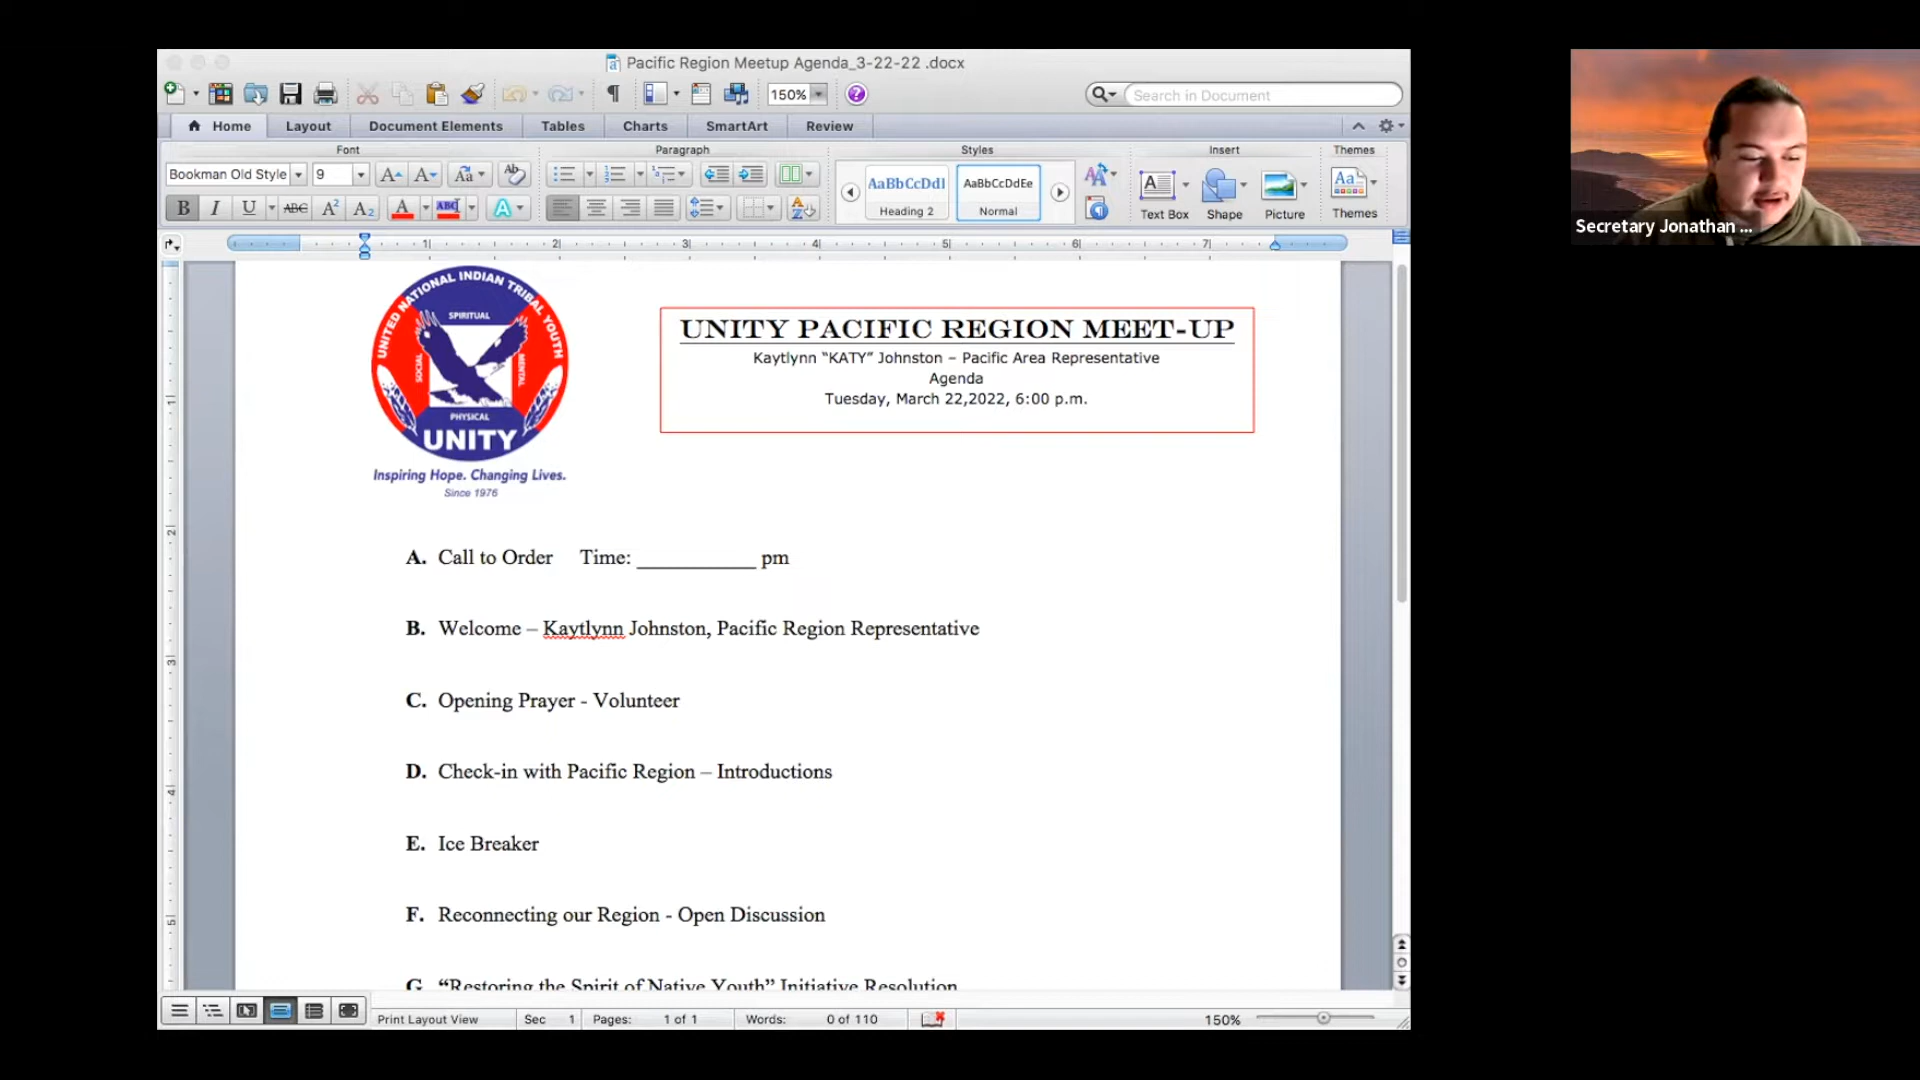 Pacific Region Meetup Agenda_3-22-22 .docx
150%
Search in Document
Home Layout Document Elements Tables Charts SmartArt Review
Font Paragraph Styles Insert Themes
Bookman Old Style 9
AaBbCcDdI AaBbCcDdEe
Heading 2 Normal
Text Box Shape Picture Themes
UNITED NATIONAL INDIAN TRIBAL YOUTH
SPIRITUAL
SOCIAL
MENTAL
PHYSICAL
UNITY
Inspiring Hope. Changing Lives.
Since 1976
UNITY PACIFIC REGION MEET-UP
Kaytlynn “KATY” Johnston – Pacific Area Representative
Agenda
Tuesday, March 22,2022, 6:00 p.m.
A. Call to Order Time: ___________ pm
B. Welcome – Kaytlynn Johnston, Pacific Region Representative
C. Opening Prayer - Volunteer
D. Check-in with Pacific Region – Introductions
E. Ice Breaker
F. Reconnecting our Region - Open Discussion
G. “Restoring the Spirit of Native Youth” Initiative Resolution
Print Layout View Sec 1 Pages: 1 of 1 Words: 0 of 110 150%
Secretary Jonathan ...